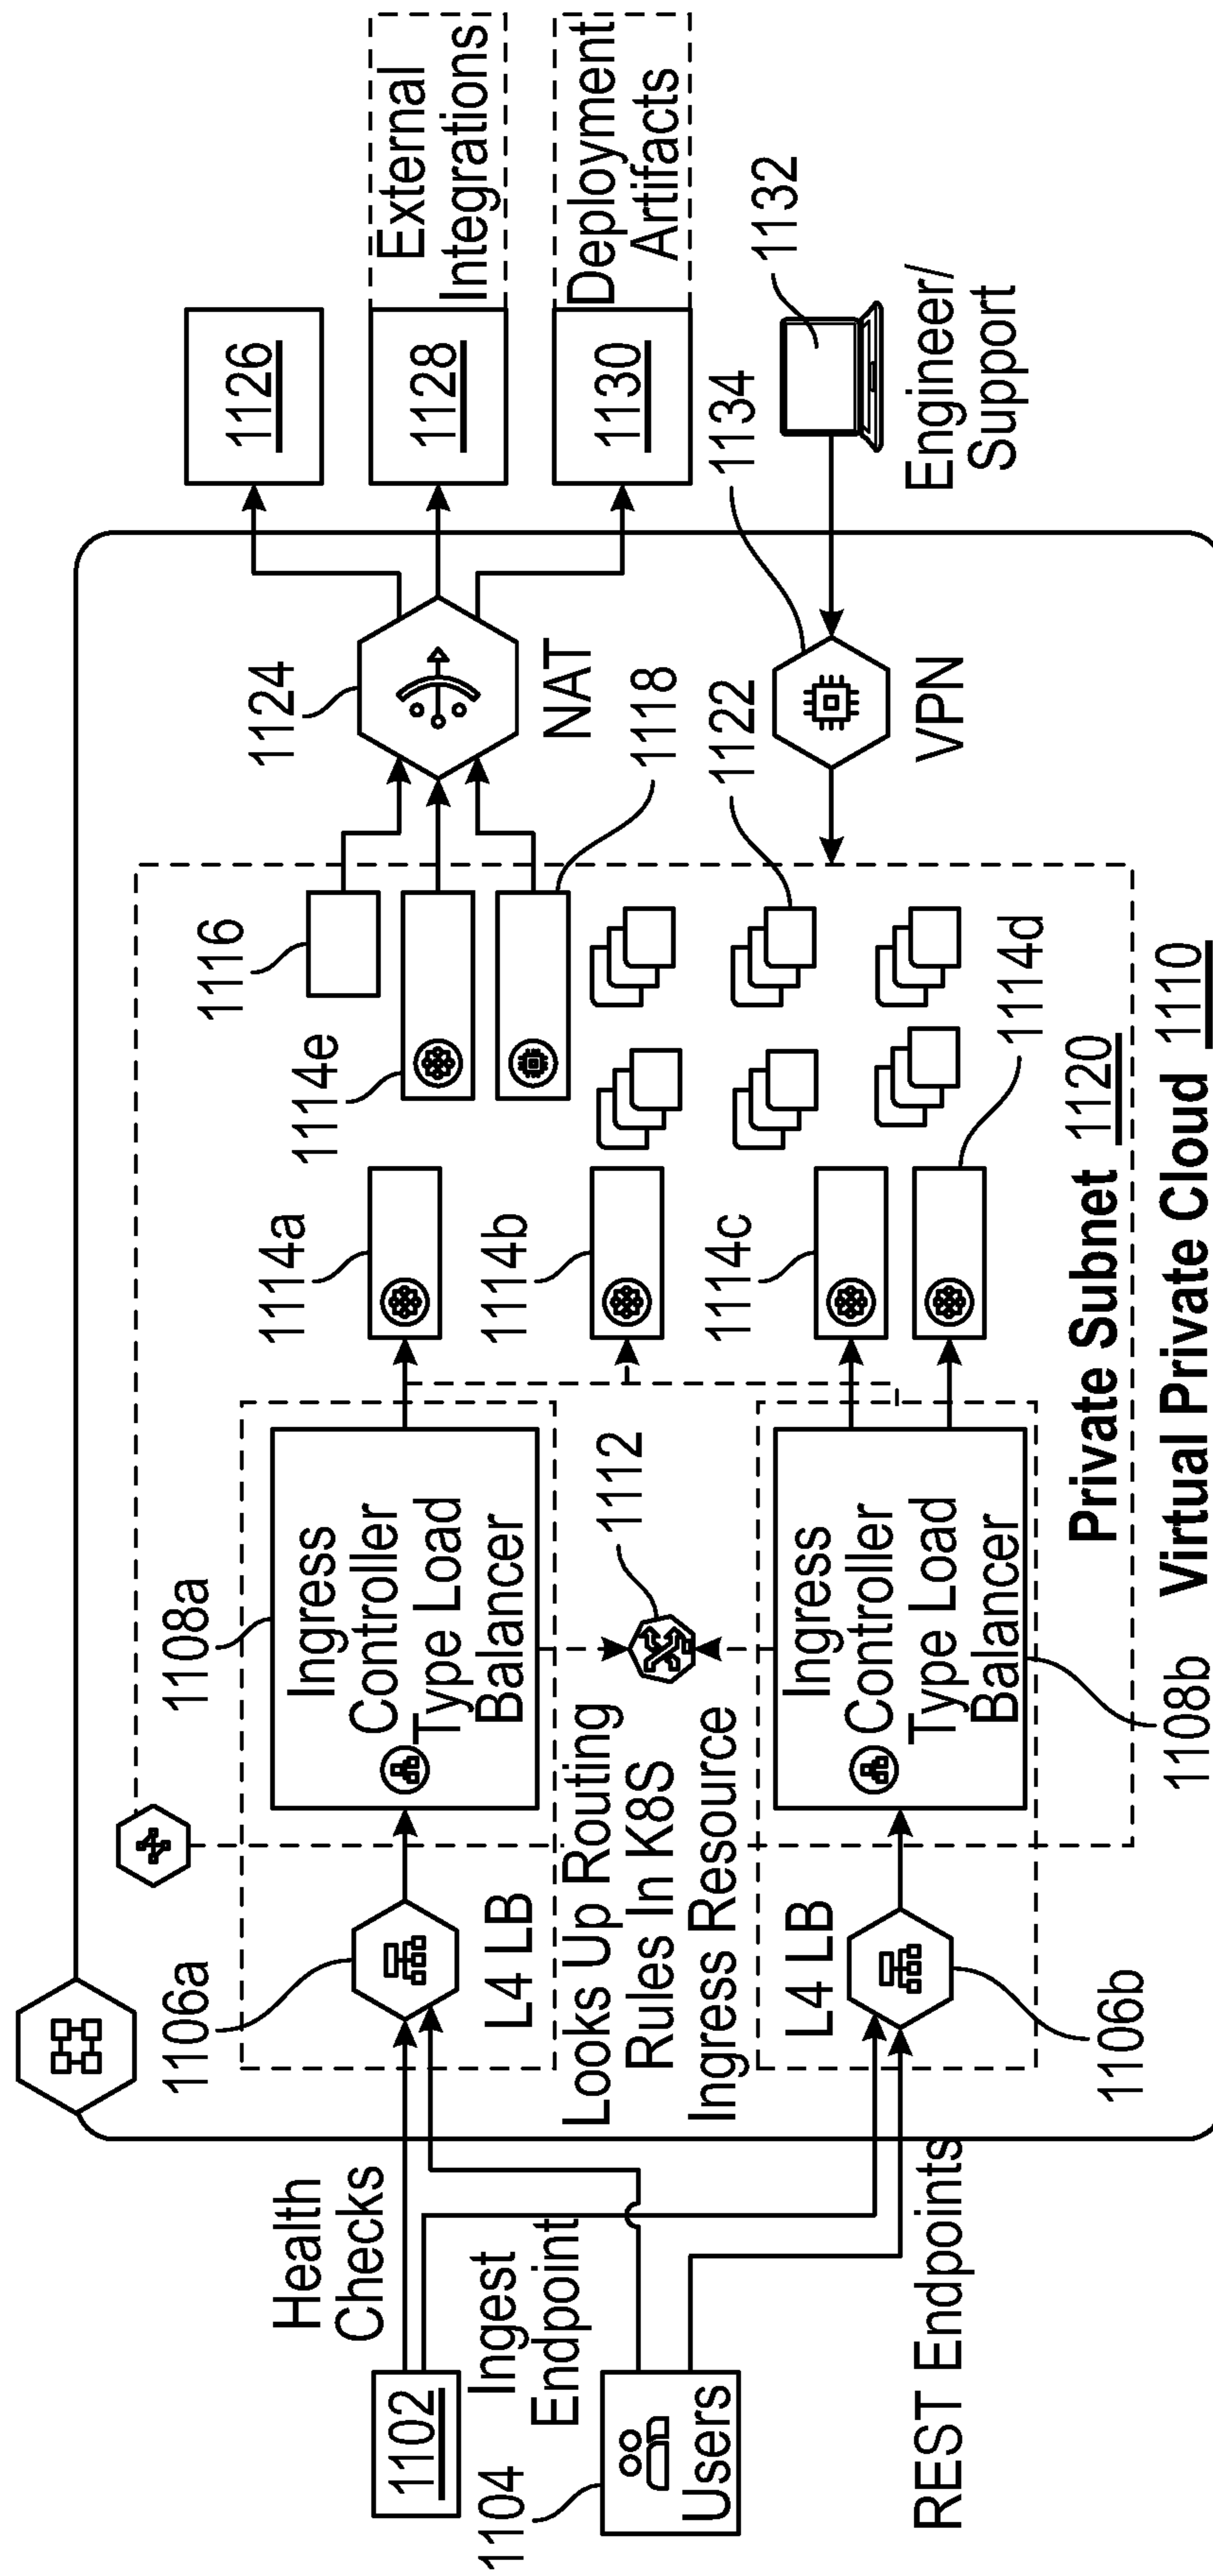 1102
Health
Checks
1104
Users
Ingest
Endpoint
REST Endpoints
1106a
L4 LB
1108a
Ingress
Controller
Type Load
Balancer
Looks Up Routing
Rules In K8S
Ingress Resource
1112
L4 LB
1106b
Ingress
Controller
Type Load
Balancer
1108b
1114a
1114b
1114c
1114d
1114e
1116
1118
1122
Private Subnet 1120
Virtual Private Cloud 1110
1124
NAT
1134
VPN
1126
1128
External
Integrations
1130
Deployment
Artifacts
1132
Engineer/
Support